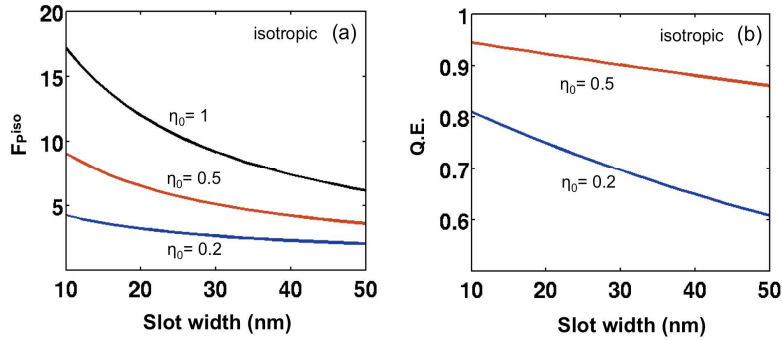 20
15
10
5
F_P^iso
isotropic (a)
η₀= 1
η₀= 0.5
η₀= 0.2
10 20 30 40 50
Slot width (nm)
1
0.9
0.8
0.7
0.6
Q.E.
isotropic (b)
η₀= 0.5
η₀= 0.2
10 20 30 40 50
Slot width (nm)